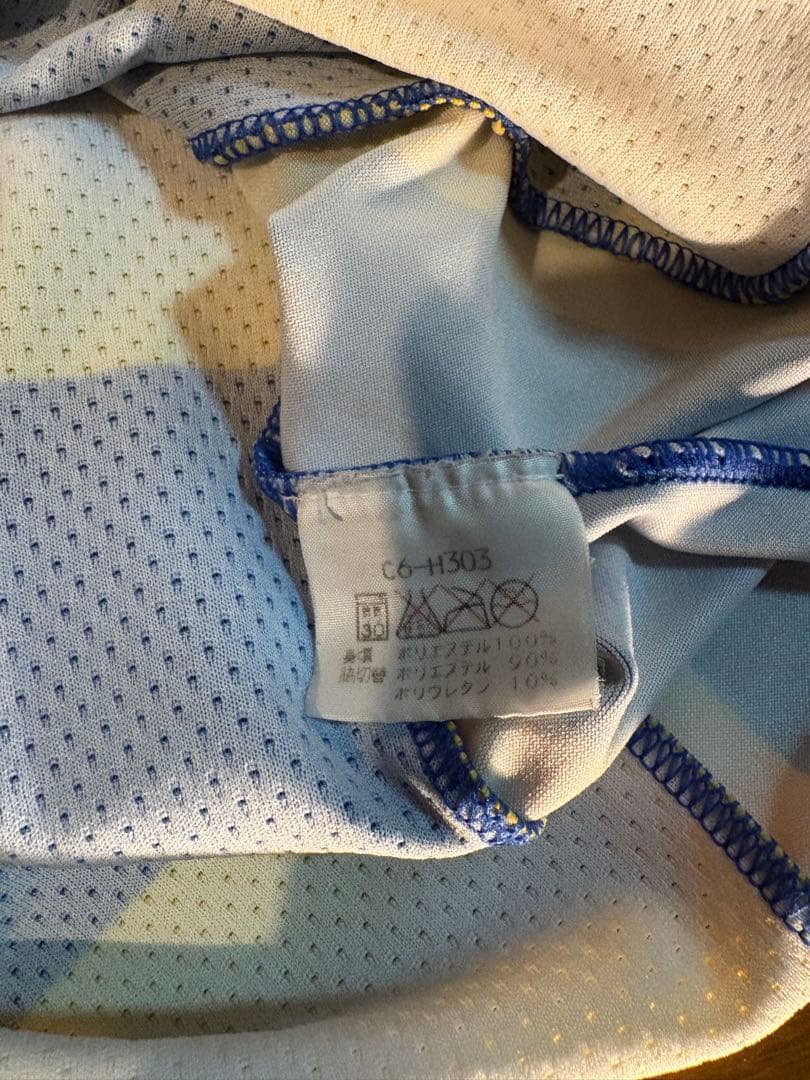 C6-H303
30
身頃 ポリエステル100%
脇切替 ポリエステル 90%
ポリウレタン 10%